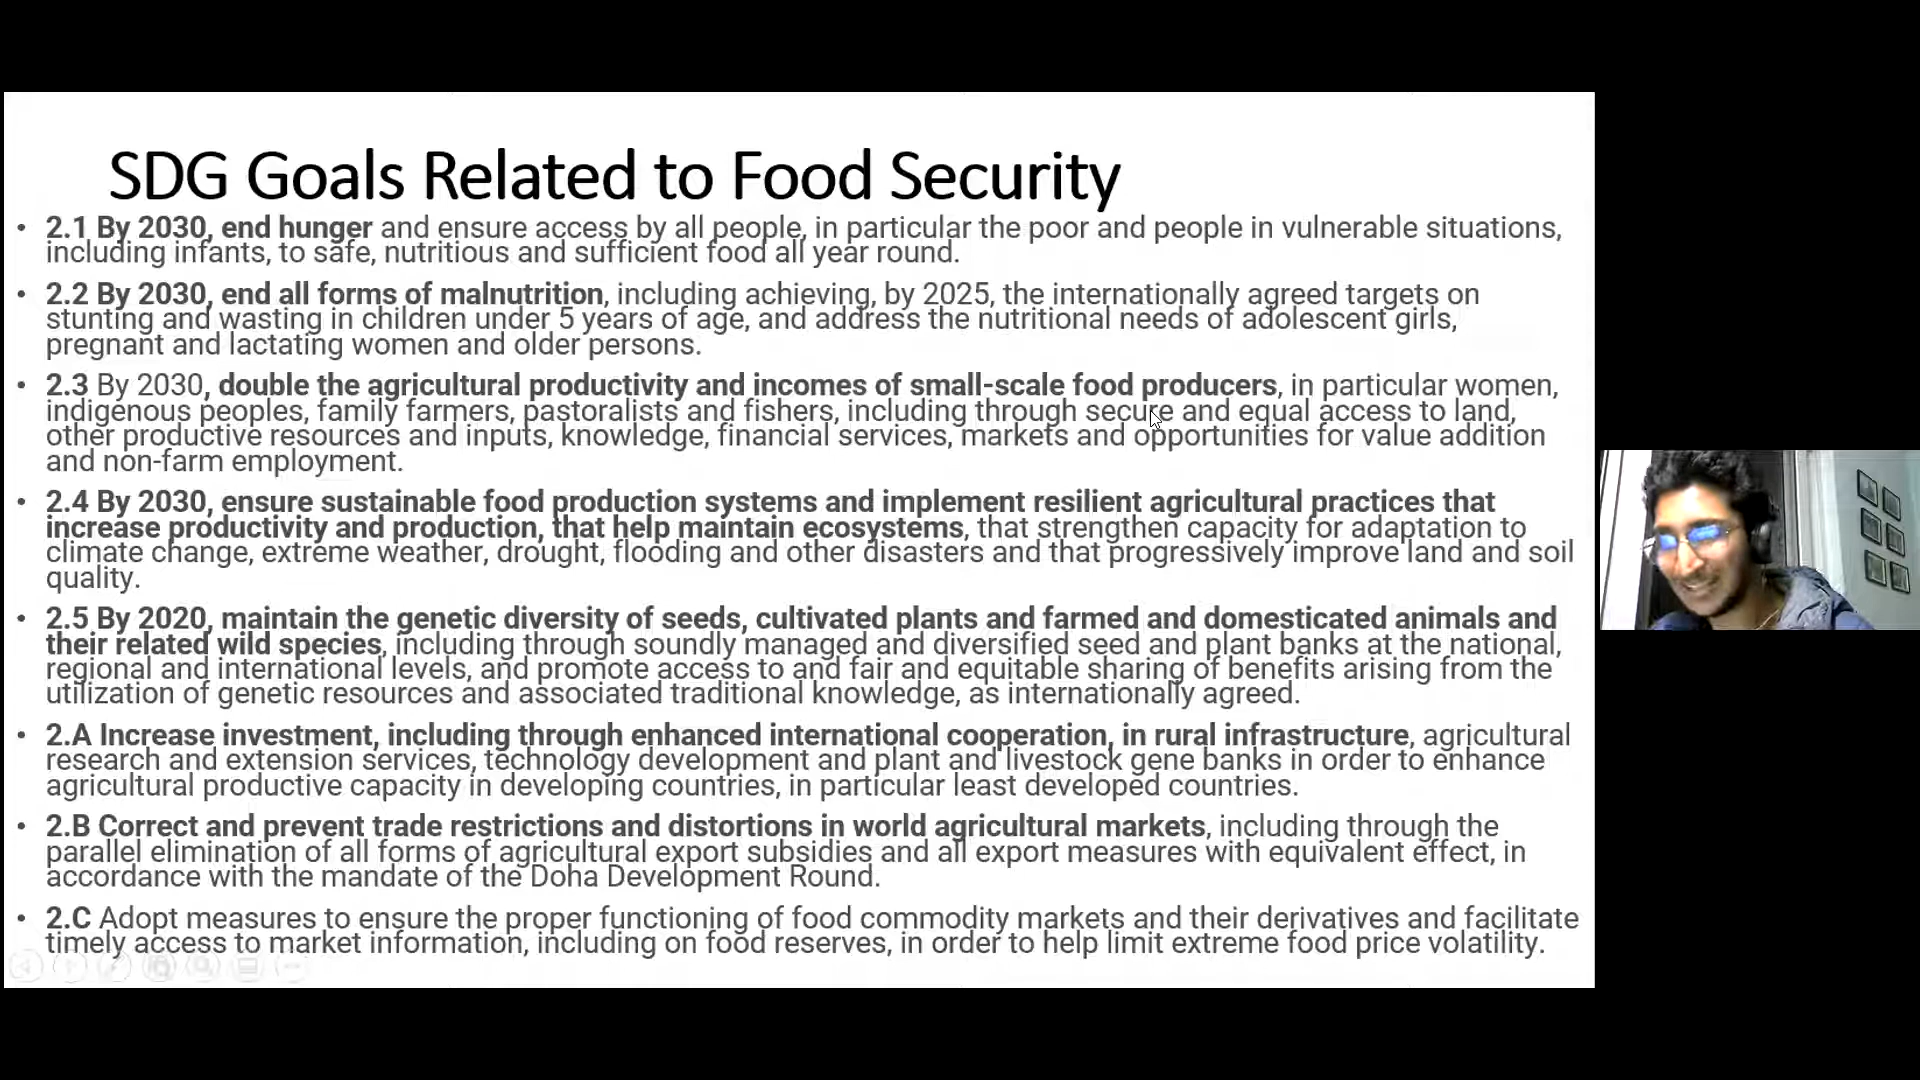 SDG Goals Related to Food Security
• 2.1 By 2030, end hunger and ensure access by all people, in particular the poor and people in vulnerable situations,
including infants, to safe, nutritious and sufficient food all year round.
• 2.2 By 2030, end all forms of malnutrition, including achieving, by 2025, the internationally agreed targets on
stunting and wasting in children under 5 years of age, and address the nutritional needs of adolescent girls,
pregnant and lactating women and older persons.
• 2.3 By 2030, double the agricultural productivity and incomes of small-scale food producers, in particular women,
indigenous peoples, family farmers, pastoralists and fishers, including through secure and equal access to land,
other productive resources and inputs, knowledge, financial services, markets and opportunities for value addition
and non-farm employment.
• 2.4 By 2030, ensure sustainable food production systems and implement resilient agricultural practices that
increase productivity and production, that help maintain ecosystems, that strengthen capacity for adaptation to
climate change, extreme weather, drought, flooding and other disasters and that progressively improve land and soil
quality.
• 2.5 By 2020, maintain the genetic diversity of seeds, cultivated plants and farmed and domesticated animals and
their related wild species, including through soundly managed and diversified seed and plant banks at the national,
regional and international levels, and promote access to and fair and equitable sharing of benefits arising from the
utilization of genetic resources and associated traditional knowledge, as internationally agreed.
• 2.A Increase investment, including through enhanced international cooperation, in rural infrastructure, agricultural
research and extension services, technology development and plant and livestock gene banks in order to enhance
agricultural productive capacity in developing countries, in particular least developed countries.
• 2.B Correct and prevent trade restrictions and distortions in world agricultural markets, including through the
parallel elimination of all forms of agricultural export subsidies and all export measures with equivalent effect, in
accordance with the mandate of the Doha Development Round.
• 2.C Adopt measures to ensure the proper functioning of food commodity markets and their derivatives and facilitate
timely access to market information, including on food reserves, in order to help limit extreme food price volatility.